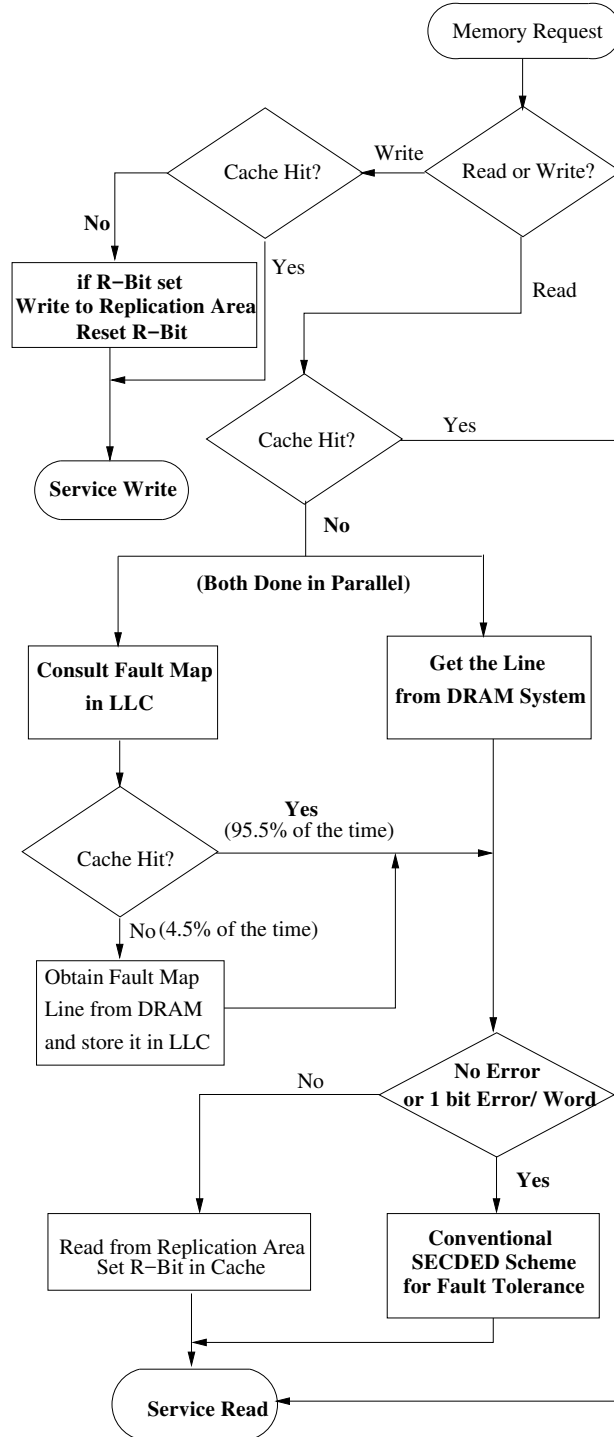 Memory Request
Read or Write?
Write
Cache Hit?
No
Yes
Read
if R−Bit set
Write to Replication Area
Reset R−Bit
Service Write
Cache Hit?
Yes
No
(Both Done in Parallel)
Consult Fault Map
in LLC
Get the Line
from DRAM System
Cache Hit?
Yes
(95.5% of the time)
No (4.5% of the time)
Obtain Fault Map
Line from DRAM
and store it in LLC
No Error
or 1 bit Error/ Word
No
Yes
Read from Replication Area
Set R−Bit in Cache
Conventional
SECDED Scheme
for Fault Tolerance
Service Read